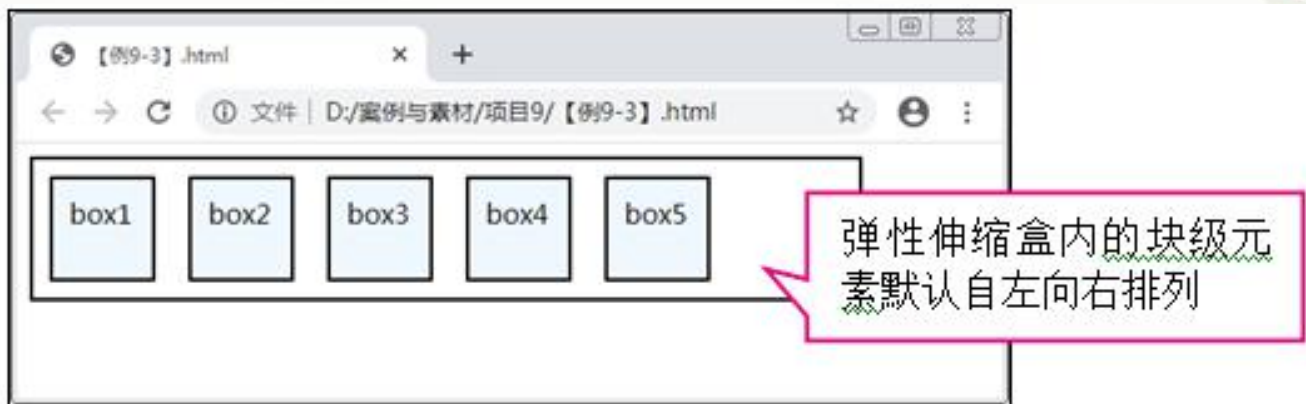 【例9-3】.html
文件 D:/案例与素材/项目9/【例9-3】.html
box1 box2 box3 box4 box5
弹性伸缩盒内的块级元
素默认自左向右排列